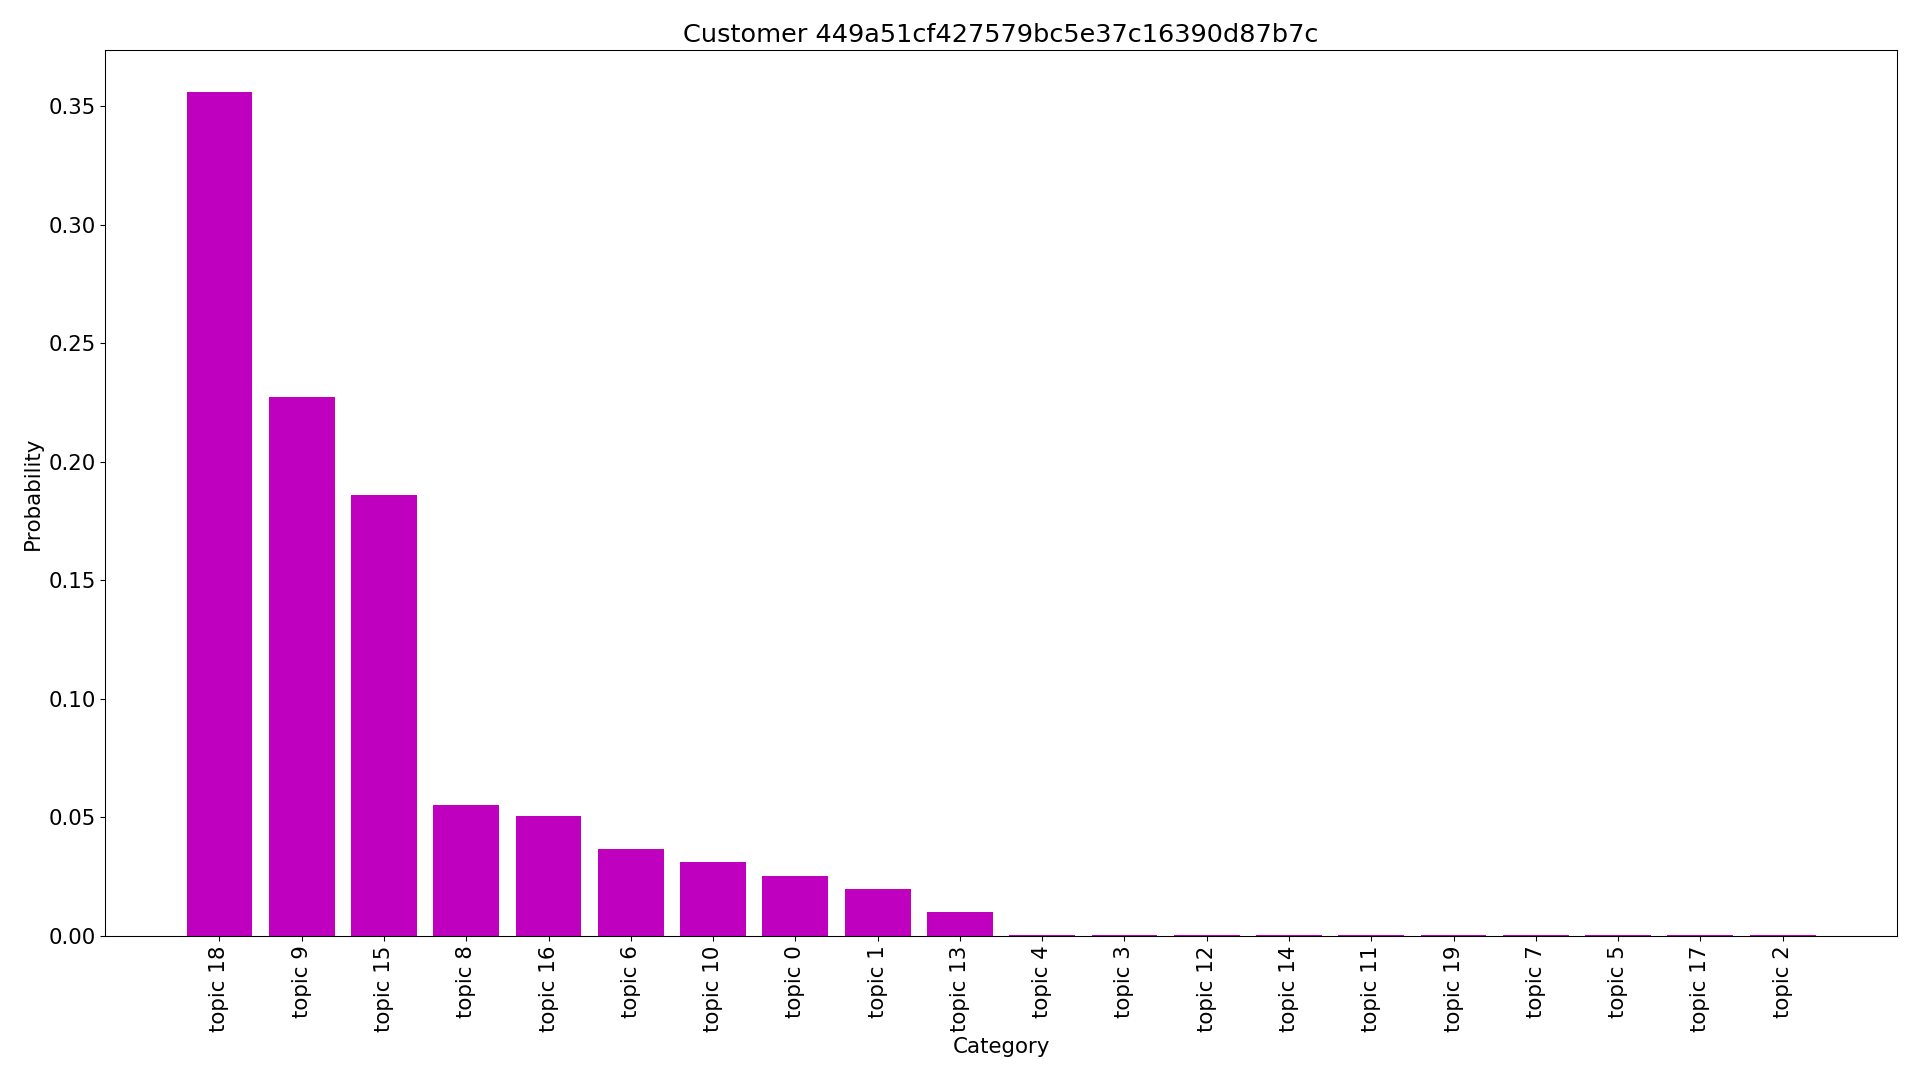 Customer 449a51cf427579bc5e37c16390d87b7c
Probability
0.35
0.30
0.25
0.20
0.15
0.10
0.05
0.00
topic 18
topic 9
topic 15
topic 8
topic 16
topic 6
topic 10
topic 0
topic 1
topic 13
topic 4
topic 3
topic 12
topic 14
topic 11
topic 19
topic 7
topic 5
topic 17
topic 2
Category